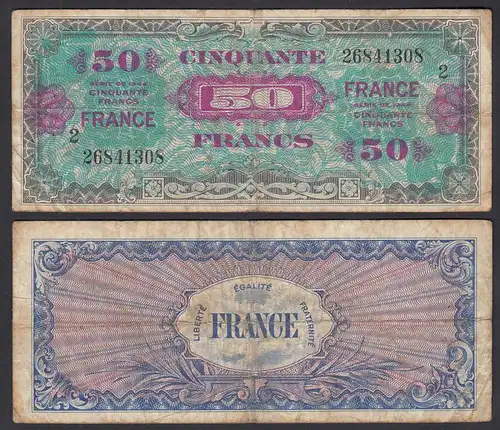 50 CINQUANTE 26841308
2
SÉRIE DE 1944
CINQUANTE
FRANCS
50
FRANCE
SÉRIE DE 1944
CINQUANTE
FRANCS
FRANCE
2
26841308
FRANCS
50
LIBERTÉ ÉGALITÉ FRATERNITÉ
FRANCE